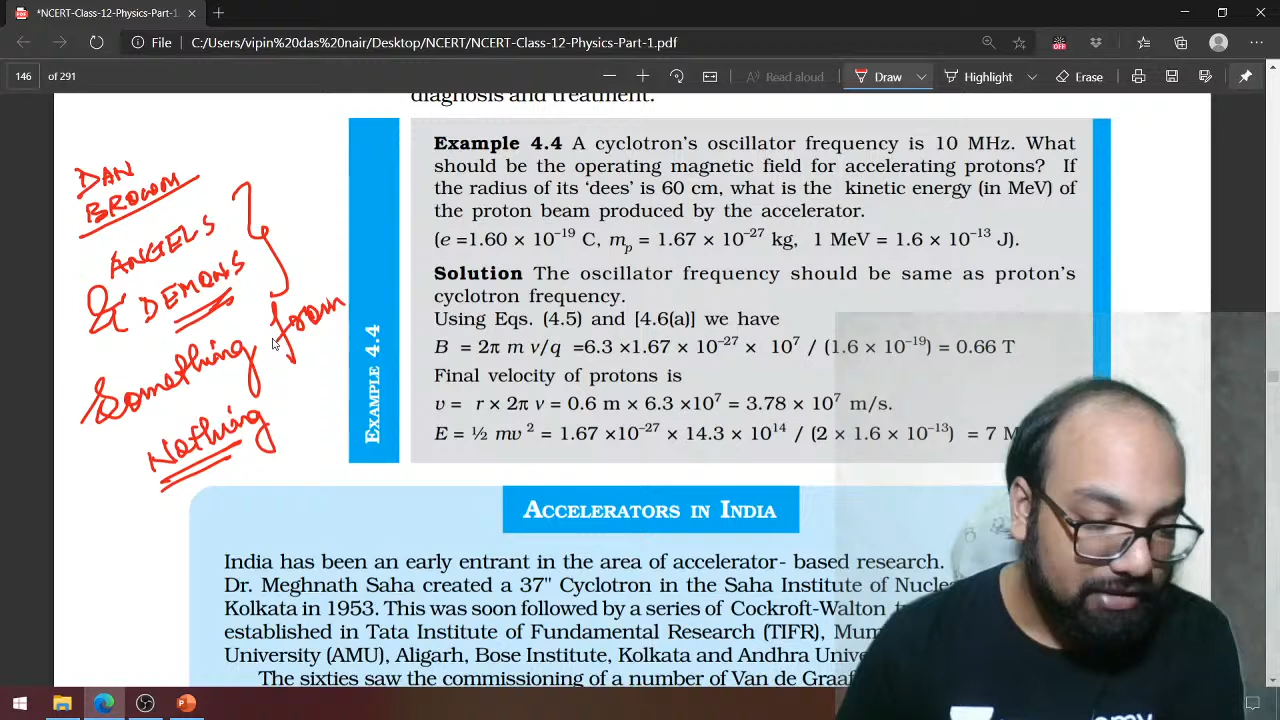 *NCERT-Class-12-Physics-Part-1.
File C:/Users/vipin%20das%20nair/Desktop/NCERT/NCERT-Class-12-Physics-Part-1.pdf
146 of 291 Read aloud Draw Highlight Erase
diagnosis and treatment.
DAN
BROWN
ANGELS
& DEMONS
Something from
Nothing
EXAMPLE 4.4
Example 4.4 A cyclotron's oscillator frequency is 10 MHz. What
should be the operating magnetic field for accelerating protons? If
the radius of its 'dees' is 60 cm, what is the kinetic energy (in MeV) of
the proton beam produced by the accelerator.
(e =1.60 × 10⁻¹⁹ C, mₚ = 1.67 × 10⁻²⁷ kg, 1 MeV = 1.6 × 10⁻¹³ J).
Solution The oscillator frequency should be same as proton's
cyclotron frequency.
Using Eqs. (4.5) and [4.6(a)] we have
B = 2π m ν/q =6.3 ×1.67 × 10⁻²⁷ × 10⁷ / (1.6 × 10⁻¹⁹) = 0.66 T
Final velocity of protons is
v = r × 2π ν = 0.6 m × 6.3 ×10⁷ = 3.78 × 10⁷ m/s.
E = ½ mv ² = 1.67 ×10⁻²⁷ × 14.3 × 10¹⁴ / (2 × 1.6 × 10⁻¹³) = 7 M
ACCELERATORS IN INDIA
India has been an early entrant in the area of accelerator- based research.
Dr. Meghnath Saha created a 37" Cyclotron in the Saha Institute of Nucle
Kolkata in 1953. This was soon followed by a series of Cockroft-Walton
established in Tata Institute of Fundamental Research (TIFR), Mum
University (AMU), Aligarh, Bose Institute, Kolkata and Andhra Unive
The sixties saw the commissioning of a number of Van de Graaf